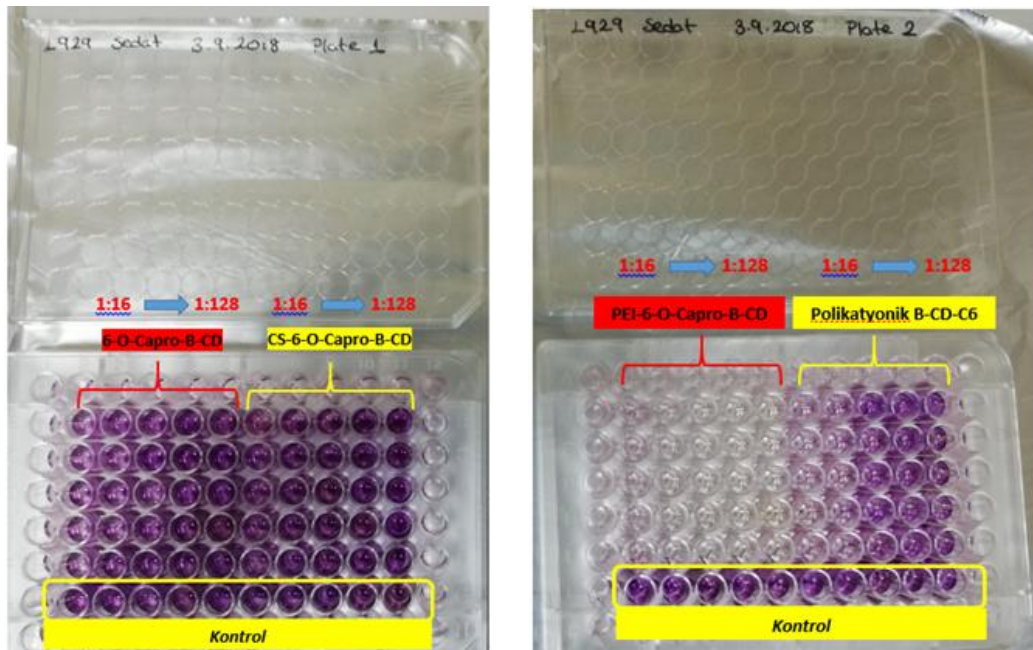 L929 Sedat 3.9.2018 Plate 1
1:16 1:128 1:16 1:128
6-O-Capro-B-CD CS-6-O-Capro-B-CD
Kontrol
L929 Sedat 3.9.2018 Plate 2
1:16 1:128 1:16 1:128
PEI-6-O-Capro-B-CD Polikatyonik B-CD-C6
Kontrol